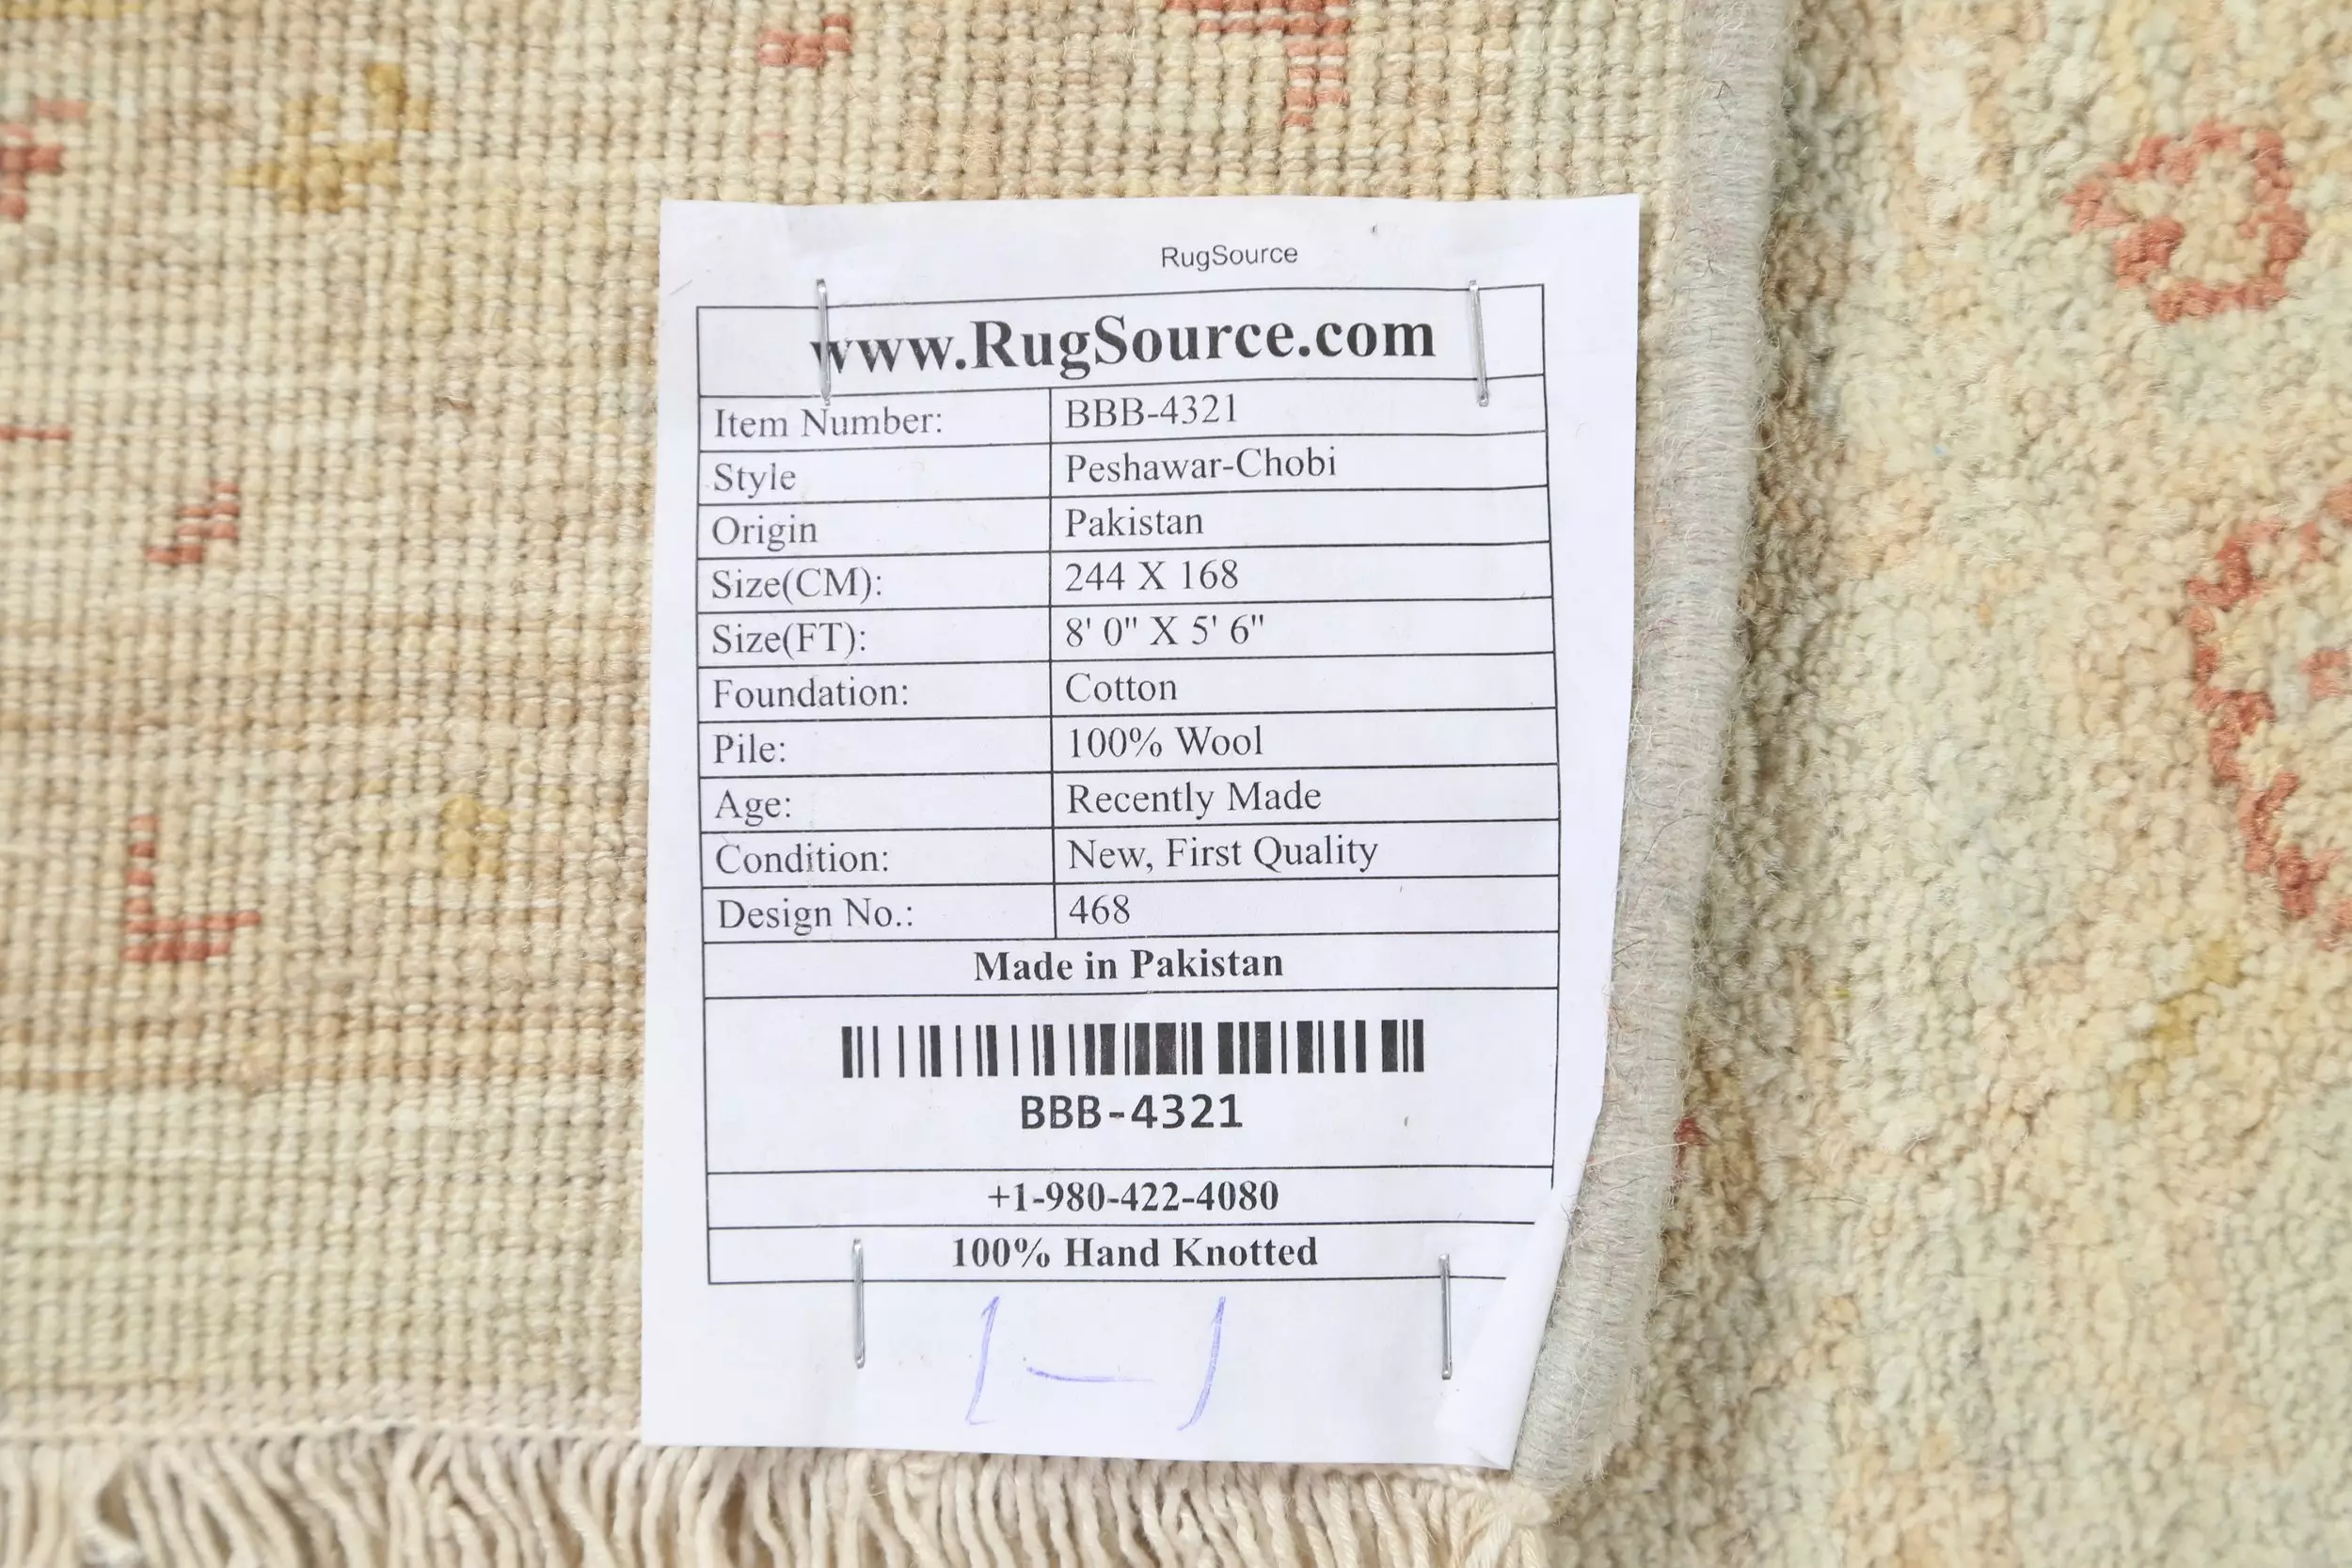 RugSource
www.RugSource.com
Item Number: BBB-4321
Style Peshawar-Chobi
Origin Pakistan
Size(CM): 244 X 168
Size(FT): 8' 0" X 5' 6"
Foundation: Cotton
Pile: 100% Wool
Age: Recently Made
Condition: New, First Quality
Design No.: 468
Made in Pakistan
BBB-4321
+1-980-422-4080
100% Hand Knotted